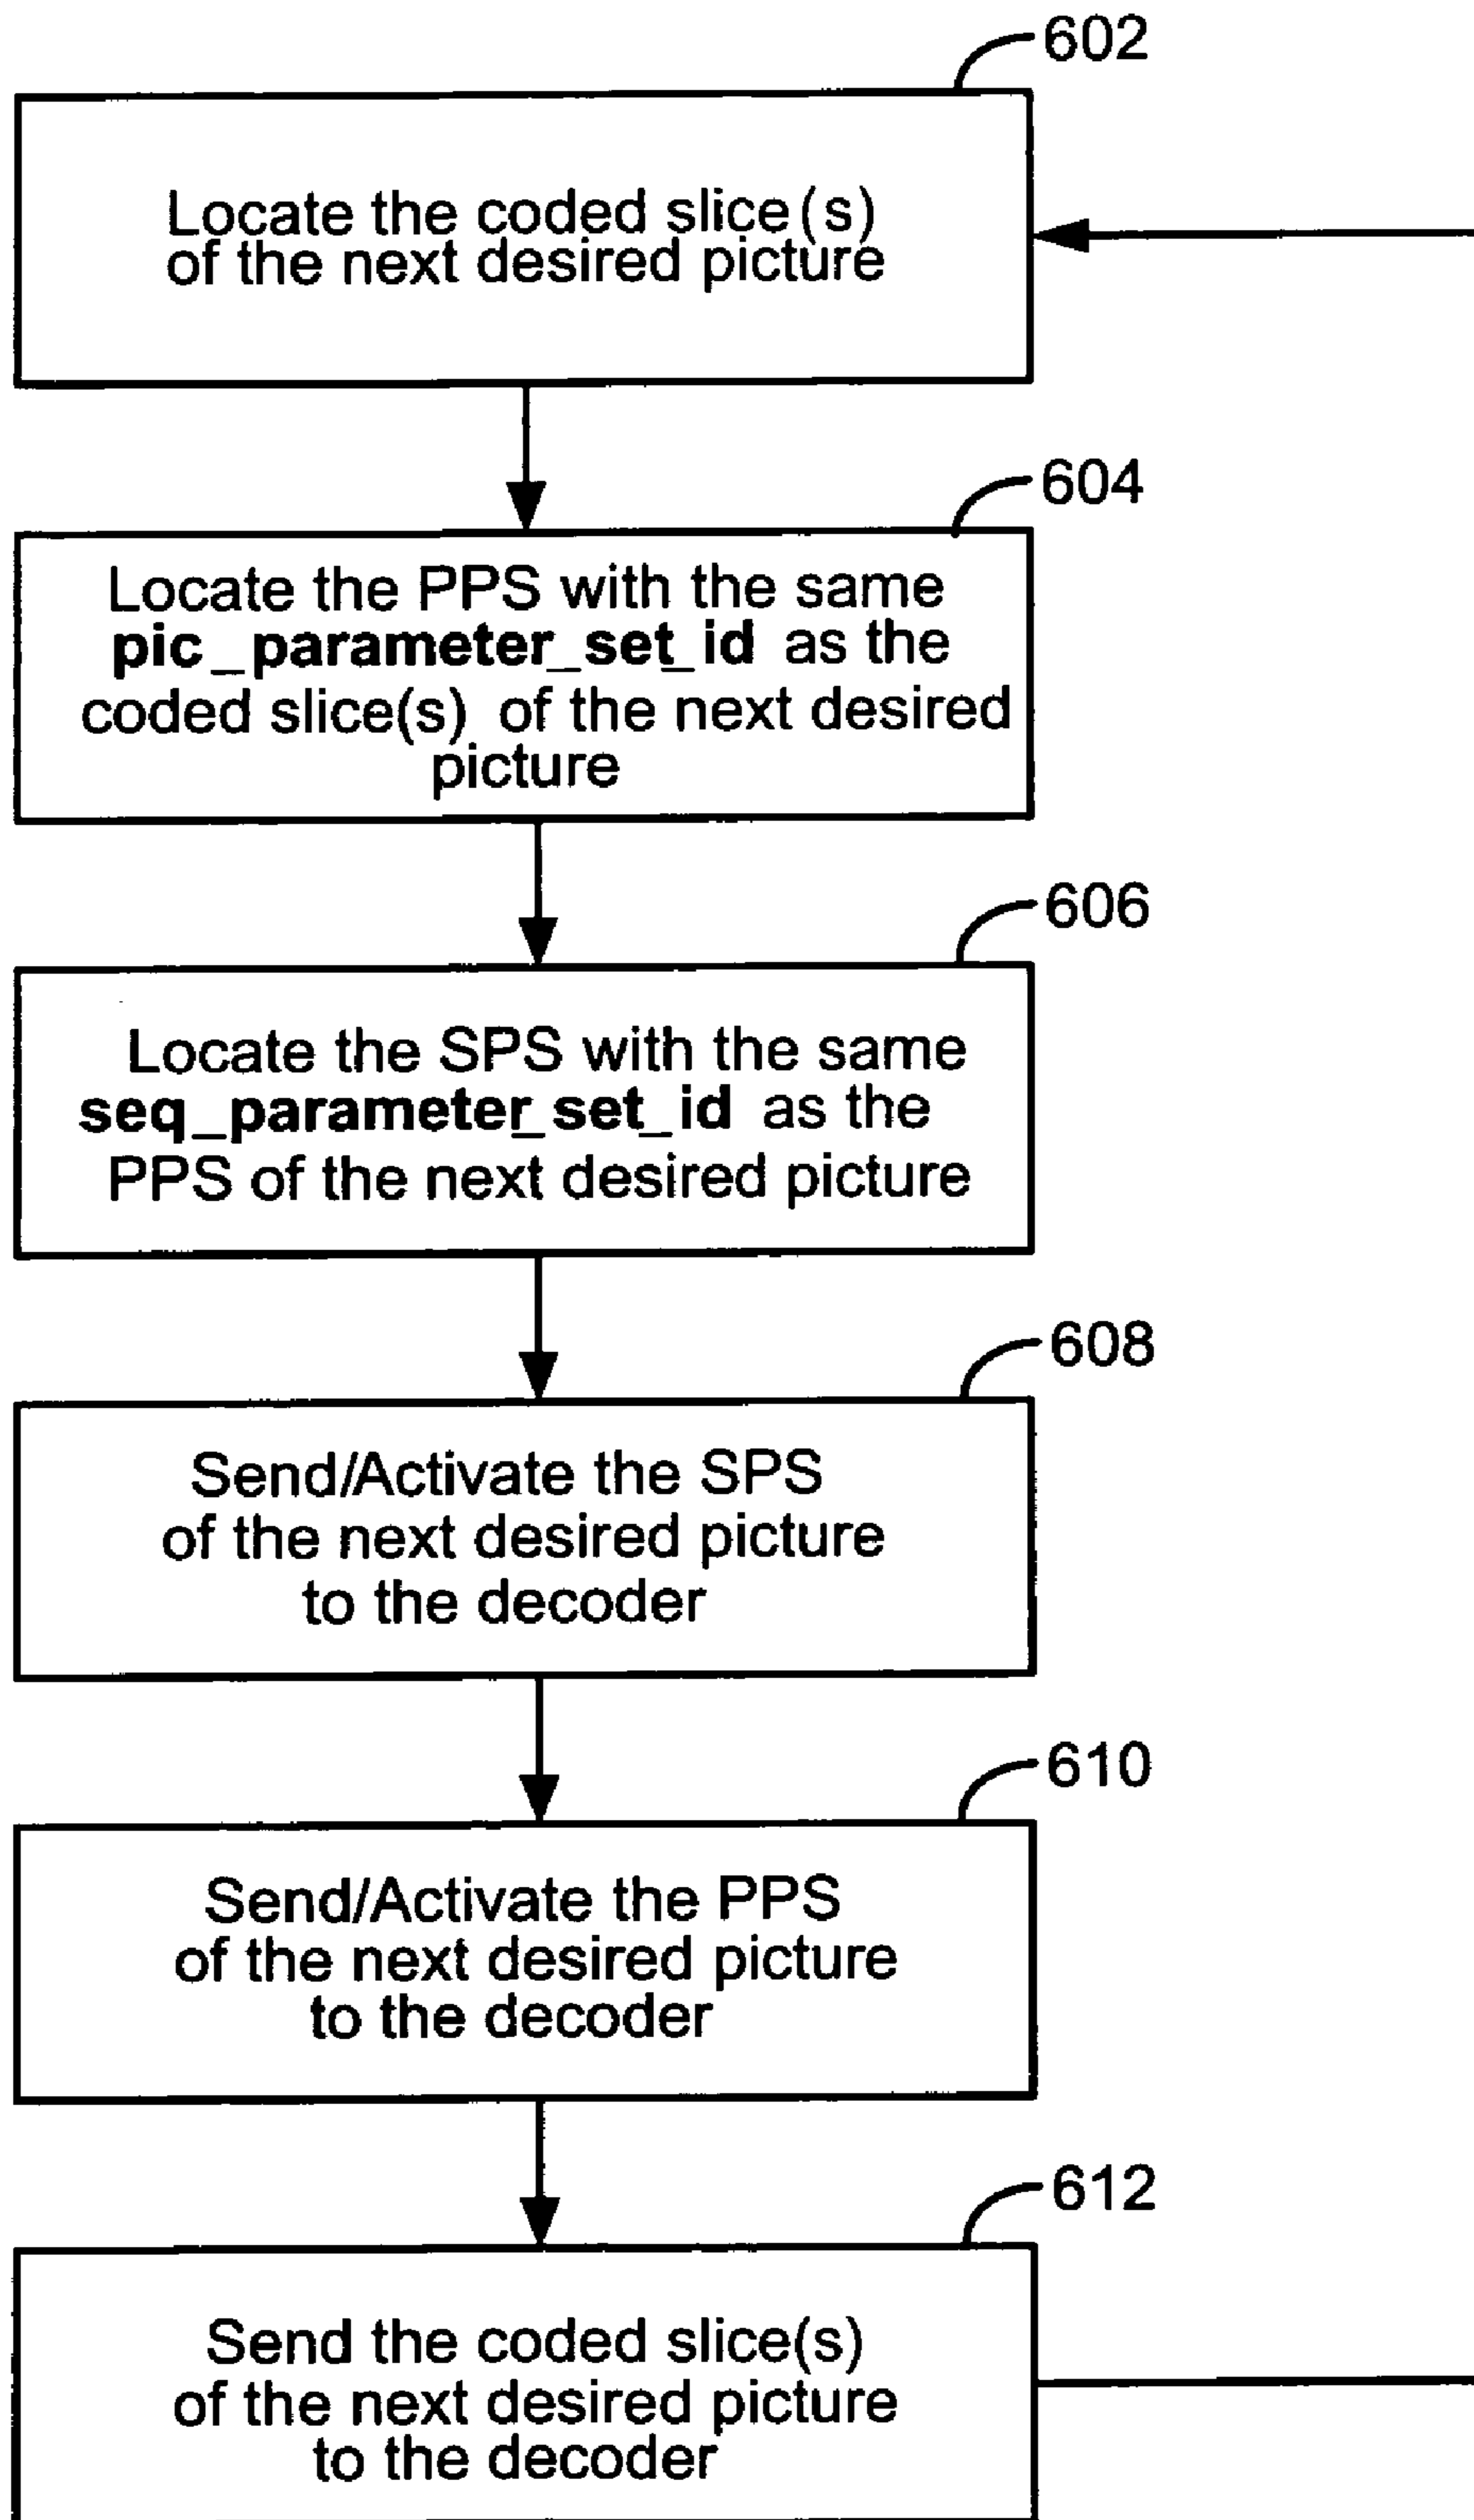 602
Locate the coded slice(s)
of the next desired picture
604
Locate the PPS with the same
pic_parameter_set_id as the
coded slice(s) of the next desired
picture
606
Locate the SPS with the same
seq_parameter_set_id as the
PPS of the next desired picture
608
Send/Activate the SPS
of the next desired picture
to the decoder
610
Send/Activate the PPS
of the next desired picture
to the decoder
612
Send the coded slice(s)
of the next desired picture
to the decoder